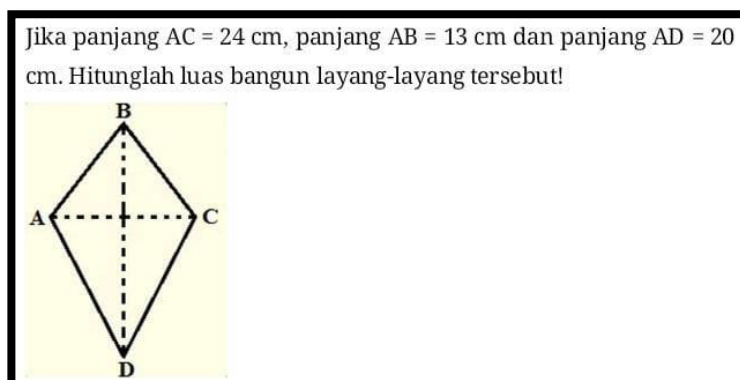 Jika panjang AC = 24 cm, panjang AB = 13 cm dan panjang AD = 20
cm. Hitunglah luas bangun layang-layang tersebut!
B
A
C
D